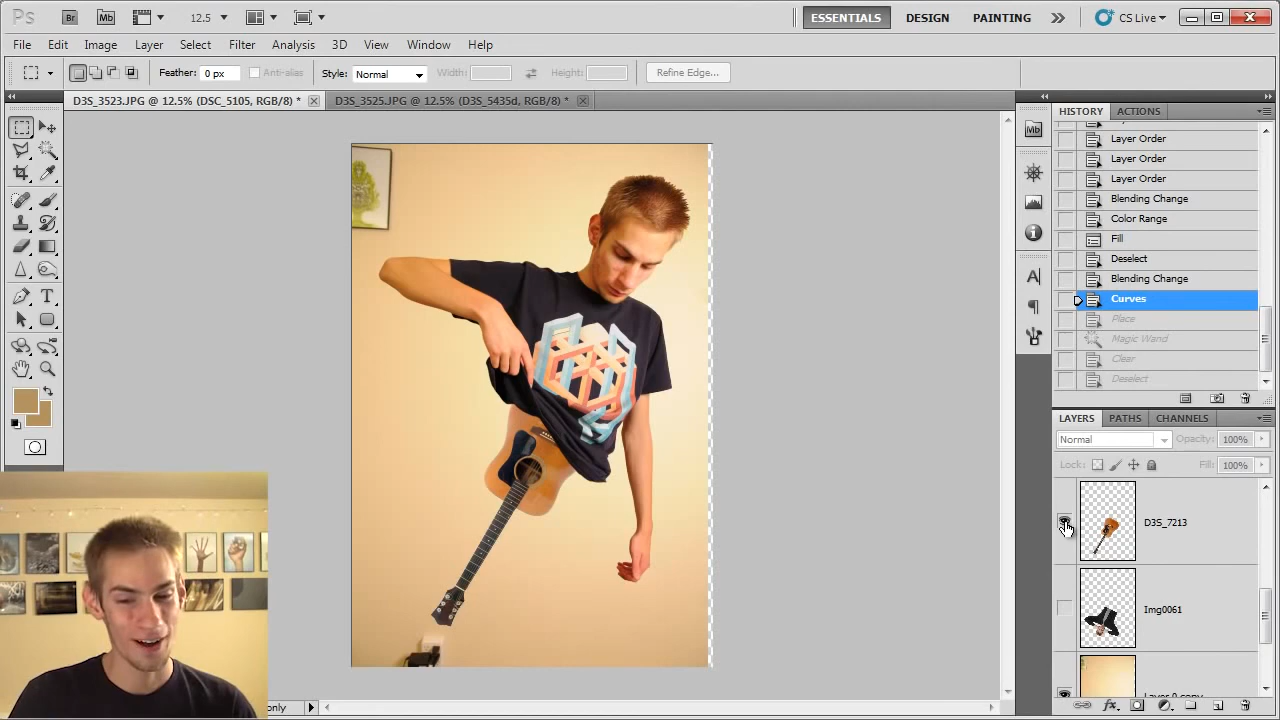 Ps Br Mb 12.5 ESSENTIALS DESIGN PAINTING CS Live
File Edit Image Layer Select Filter Analysis 3D View Window Help
Feather: 0 px Anti-alias Style: Normal Width: Height: Refine Edge...
D3S_3523.JPG @ 12.5% (DSC_5105, RGB/8) * D3S_3525.JPG @ 12.5% (D3S_5435d, RGB/8) *
HISTORY ACTIONS
Mb
Layer Order
Layer Order
Layer Order
Blending Change
Color Range
Fill
Deselect
Blending Change
Curves
Place
Magic Wand
Clear
Deselect
LAYERS PATHS CHANNELS
Normal Opacity: 100%
Lock: Fill: 100%
D3S_7213
Img0061
Layer 0 copy
only